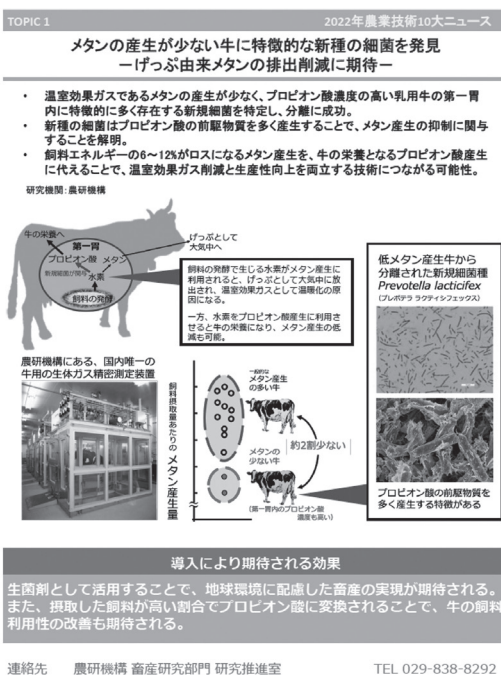 TOPIC 1
2022年農業技術10大ニュース
メタンの産生が少ない牛に特徴的な新種の細菌を発見
－げっぷ由来メタンの排出削減に期待－
・ 温室効果ガスであるメタンの産生が少なく、プロピオン酸濃度の高い乳用牛の第一胃
内に特徴的に多く存在する新規細菌を特定し、分離に成功。
・ 新種の細菌はプロピオン酸の前駆物質を多く産生することで、メタン産生の抑制に関与
することを解明。
・ 飼料エネルギーの6～12%がロスになるメタン産生を、牛の栄養となるプロピオン酸産生
に代えることで、温室効果ガス削減と生産性向上を両立する技術につながる可能性。
研究機関：農研機構
牛の栄養へ
げっぷとして
大気中へ
第一胃
プロピオン酸
メタン
新規細菌が関与
水素
飼料の発酵
飼料の発酵で生じる水素がメタン産生に
利用されると、げっぷとして大気中に放
出され、温室効果ガスとして温暖化の原
因になる。
一方、水素をプロピオン酸産生に利用さ
せると牛の栄養になり、メタン産生の低
減も可能。
低メタン産生牛から
分離された新規細菌種
Prevotella lacticifex
(プレボテラ ラクティシフェックス)
プロピオン酸の前駆物質を
多く産生する特徴がある
農研機構にある、国内唯一の
牛用の生体ガス精密測定装置
飼料摂取量あたりの
メタン産生量
一般的な
メタン産生
の多い牛
約2割少ない
メタンの
少ない牛
(第一胃内のプロピオン酸
濃度も高い)
導入により期待される効果
生菌剤として活用することで、地球環境に配慮した畜産の実現が期待される。
また、摂取した飼料が高い割合でプロピオン酸に変換されることで、牛の飼料
利用性の改善も期待される。
連絡先 農研機構 畜産研究部門 研究推進室 TEL 029-838-8292